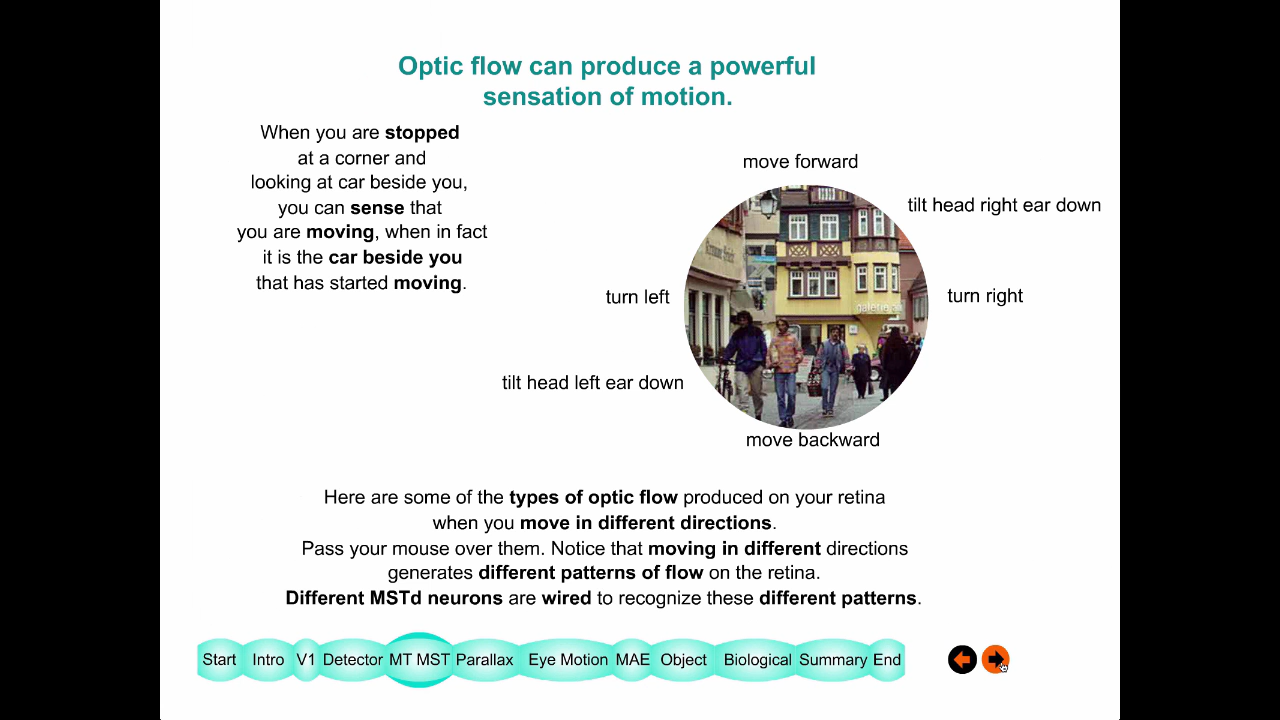 Optic flow can produce a powerful
sensation of motion.
When you are stopped
at a corner and
looking at car beside you,
you can sense that
you are moving, when in fact
it is the car beside you
that has started moving.
move forward
tilt head right ear down
turn left
turn right
tilt head left ear down
move backward
Here are some of the types of optic flow produced on your retina
when you move in different directions.
Pass your mouse over them. Notice that moving in different directions
generates different patterns of flow on the retina.
Different MSTd neurons are wired to recognize these different patterns.
Start Intro V1 Detector MT MST Parallax Eye Motion MAE Object Biological Summary End